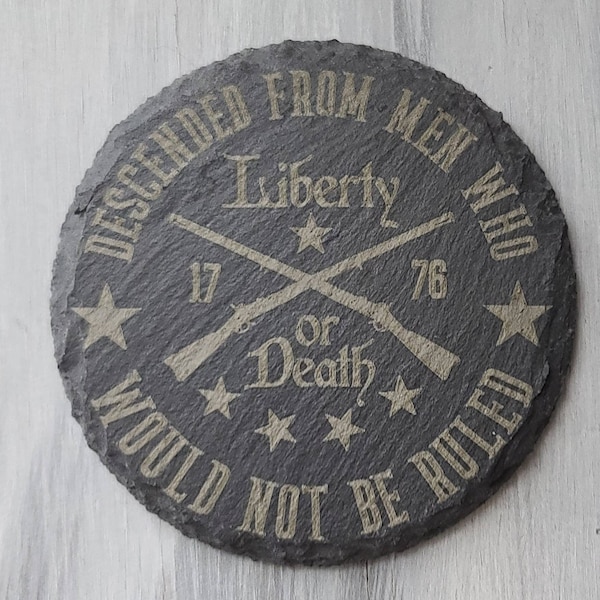 DESCENDED FROM MEN WHO
Liberty
17 76
or
Death
WOULD NOT BE RULED